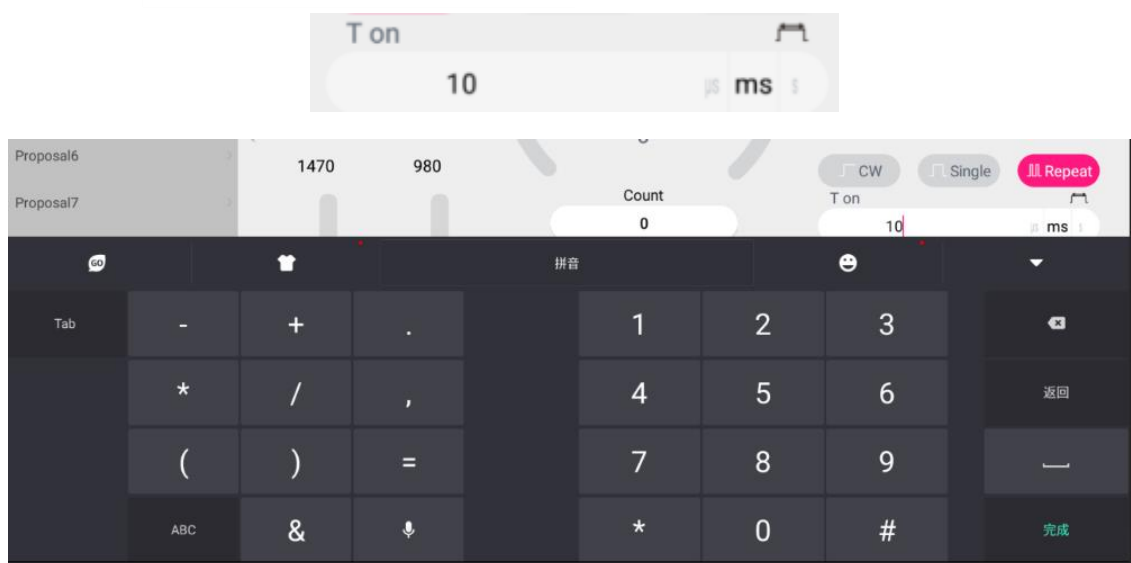 T on
10 μs ms s
Proposal6
1470 980
CW Single Repeat
Proposal7
Count
T on
0
10 ms
GO 拼音
Tab - + . 1 2 3
* / , 4 5 6 返回
( ) = 7 8 9
ABC & * 0 # 完成